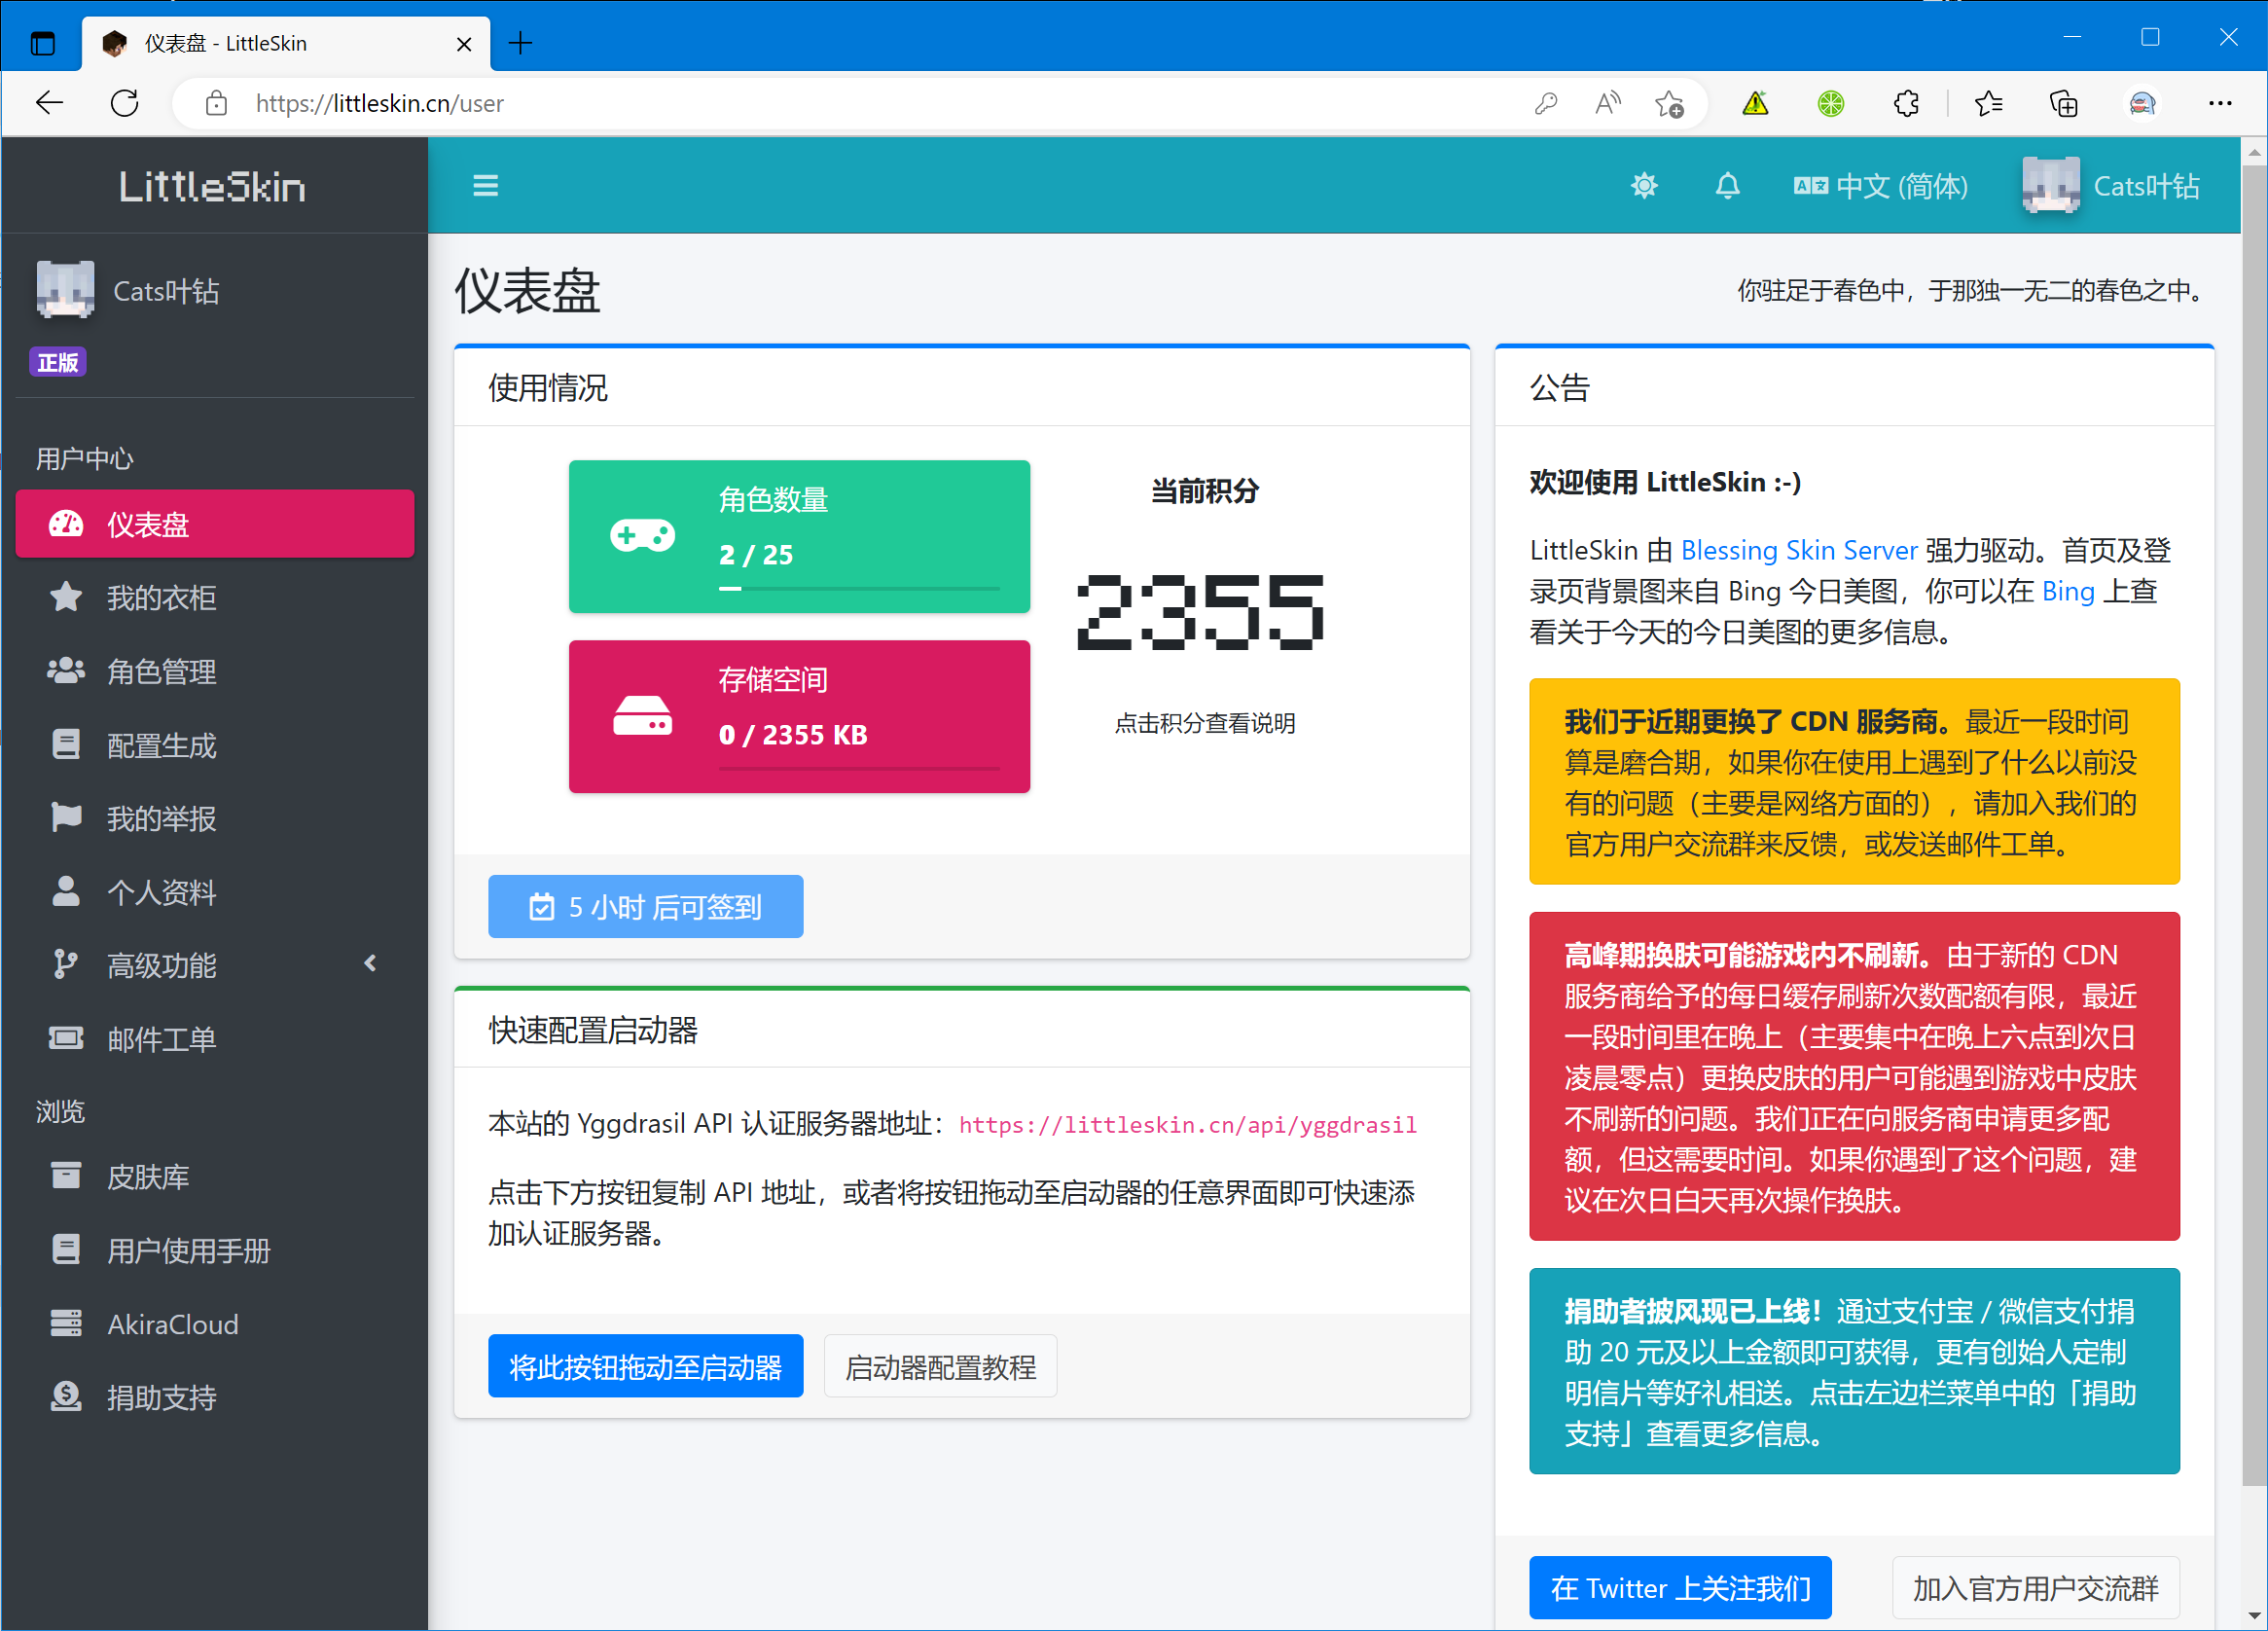 仪表盘 - LittleSkin
https://littleskin.cn/user
LittleSkin
中文 (简体)
Cats叶钻
Cats叶钻
正版
用户中心
仪表盘
我的衣柜
角色管理
配置生成
我的举报
个人资料
高级功能
邮件工单
浏览
皮肤库
用户使用手册
AkiraCloud
捐助支持
仪表盘
你驻足于春色中，于那独一无二的春色之中。
使用情况
角色数量
2 / 25
存储空间
0 / 2355 KB
当前积分
2355
点击积分查看说明
5 小时 后可签到
快速配置启动器
本站的 Yggdrasil API 认证服务器地址：https://littleskin.cn/api/yggdrasil
点击下方按钮复制 API 地址，或者将按钮拖动至启动器的任意界面即可快速添
加认证服务器。
将此按钮拖动至启动器
启动器配置教程
公告
欢迎使用 LittleSkin :-)
LittleSkin 由 Blessing Skin Server 强力驱动。首页及登
录页背景图来自 Bing 今日美图，你可以在 Bing 上查
看关于今天的今日美图的更多信息。
我们于近期更换了 CDN 服务商。最近一段时间
算是磨合期，如果你在使用上遇到了什么以前没
有的问题（主要是网络方面的），请加入我们的
官方用户交流群来反馈，或发送邮件工单。
高峰期换肤可能游戏内不刷新。由于新的 CDN
服务商给予的每日缓存刷新次数配额有限，最近
一段时间里在晚上（主要集中在晚上六点到次日
凌晨零点）更换皮肤的用户可能遇到游戏中皮肤
不刷新的问题。我们正在向服务商申请更多配
额，但这需要时间。如果你遇到了这个问题，建
议在次日白天再次操作换肤。
捐助者披风现已上线！通过支付宝 / 微信支付捐
助 20 元及以上金额即可获得，更有创始人定制
明信片等好礼相送。点击左边栏菜单中的「捐助
支持」查看更多信息。
在 Twitter 上关注我们
加入官方用户交流群